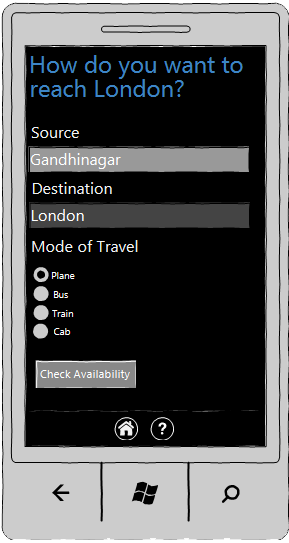 How do you want to
reach London?
Source
Gandhinagar
Destination
London
Mode of Travel
Plane
Bus
Train
Cab
Check Availability
?